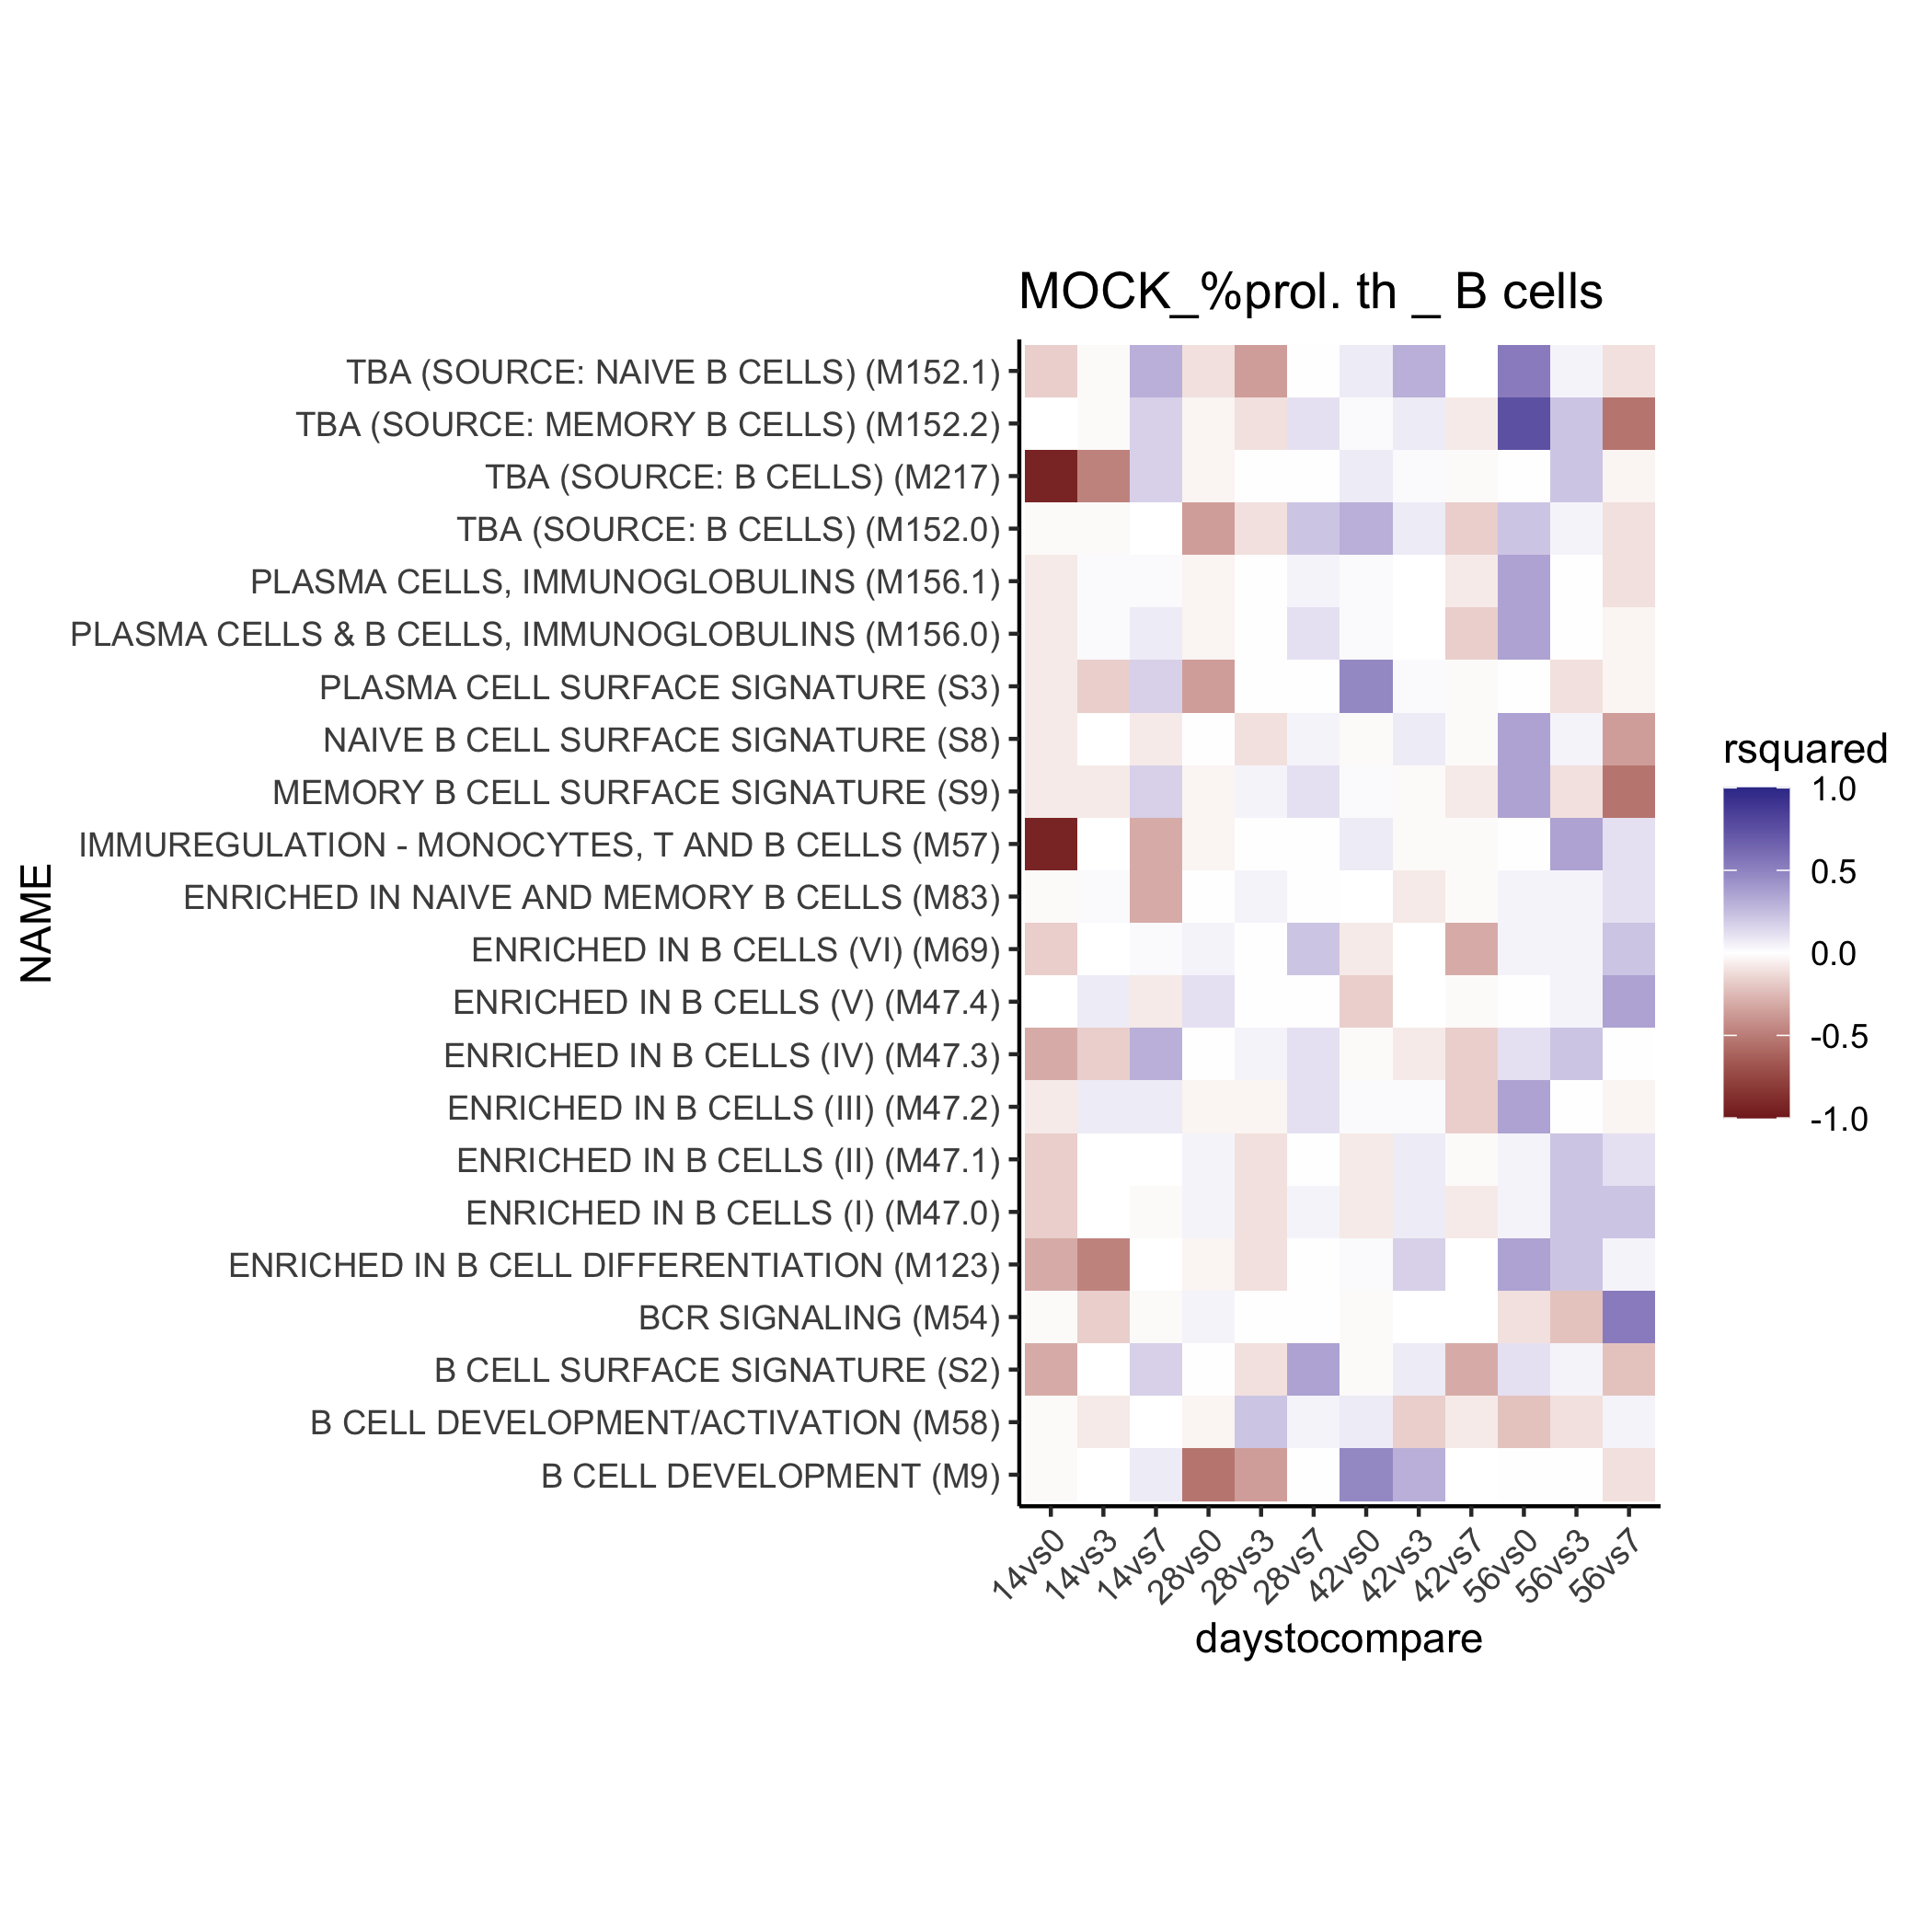 MOCK_%prol. th _ B cells
NAME
TBA (SOURCE: NAIVE B CELLS) (M152.1)
TBA (SOURCE: MEMORY B CELLS) (M152.2)
TBA (SOURCE: B CELLS) (M217)
TBA (SOURCE: B CELLS) (M152.0)
PLASMA CELLS, IMMUNOGLOBULINS (M156.1)
PLASMA CELLS & B CELLS, IMMUNOGLOBULINS (M156.0)
PLASMA CELL SURFACE SIGNATURE (S3)
NAIVE B CELL SURFACE SIGNATURE (S8)
MEMORY B CELL SURFACE SIGNATURE (S9)
IMMUREGULATION - MONOCYTES, T AND B CELLS (M57)
ENRICHED IN NAIVE AND MEMORY B CELLS (M83)
ENRICHED IN B CELLS (VI) (M69)
ENRICHED IN B CELLS (V) (M47.4)
ENRICHED IN B CELLS (IV) (M47.3)
ENRICHED IN B CELLS (III) (M47.2)
ENRICHED IN B CELLS (II) (M47.1)
ENRICHED IN B CELLS (I) (M47.0)
ENRICHED IN B CELL DIFFERENTIATION (M123)
BCR SIGNALING (M54)
B CELL SURFACE SIGNATURE (S2)
B CELL DEVELOPMENT/ACTIVATION (M58)
B CELL DEVELOPMENT (M9)
14vs0
14vs3
14vs7
28vs0
28vs3
28vs7
42vs0
42vs3
42vs7
56vs0
56vs3
56vs7
daystocompare
rsquared
1.0
0.5
0.0
-0.5
-1.0